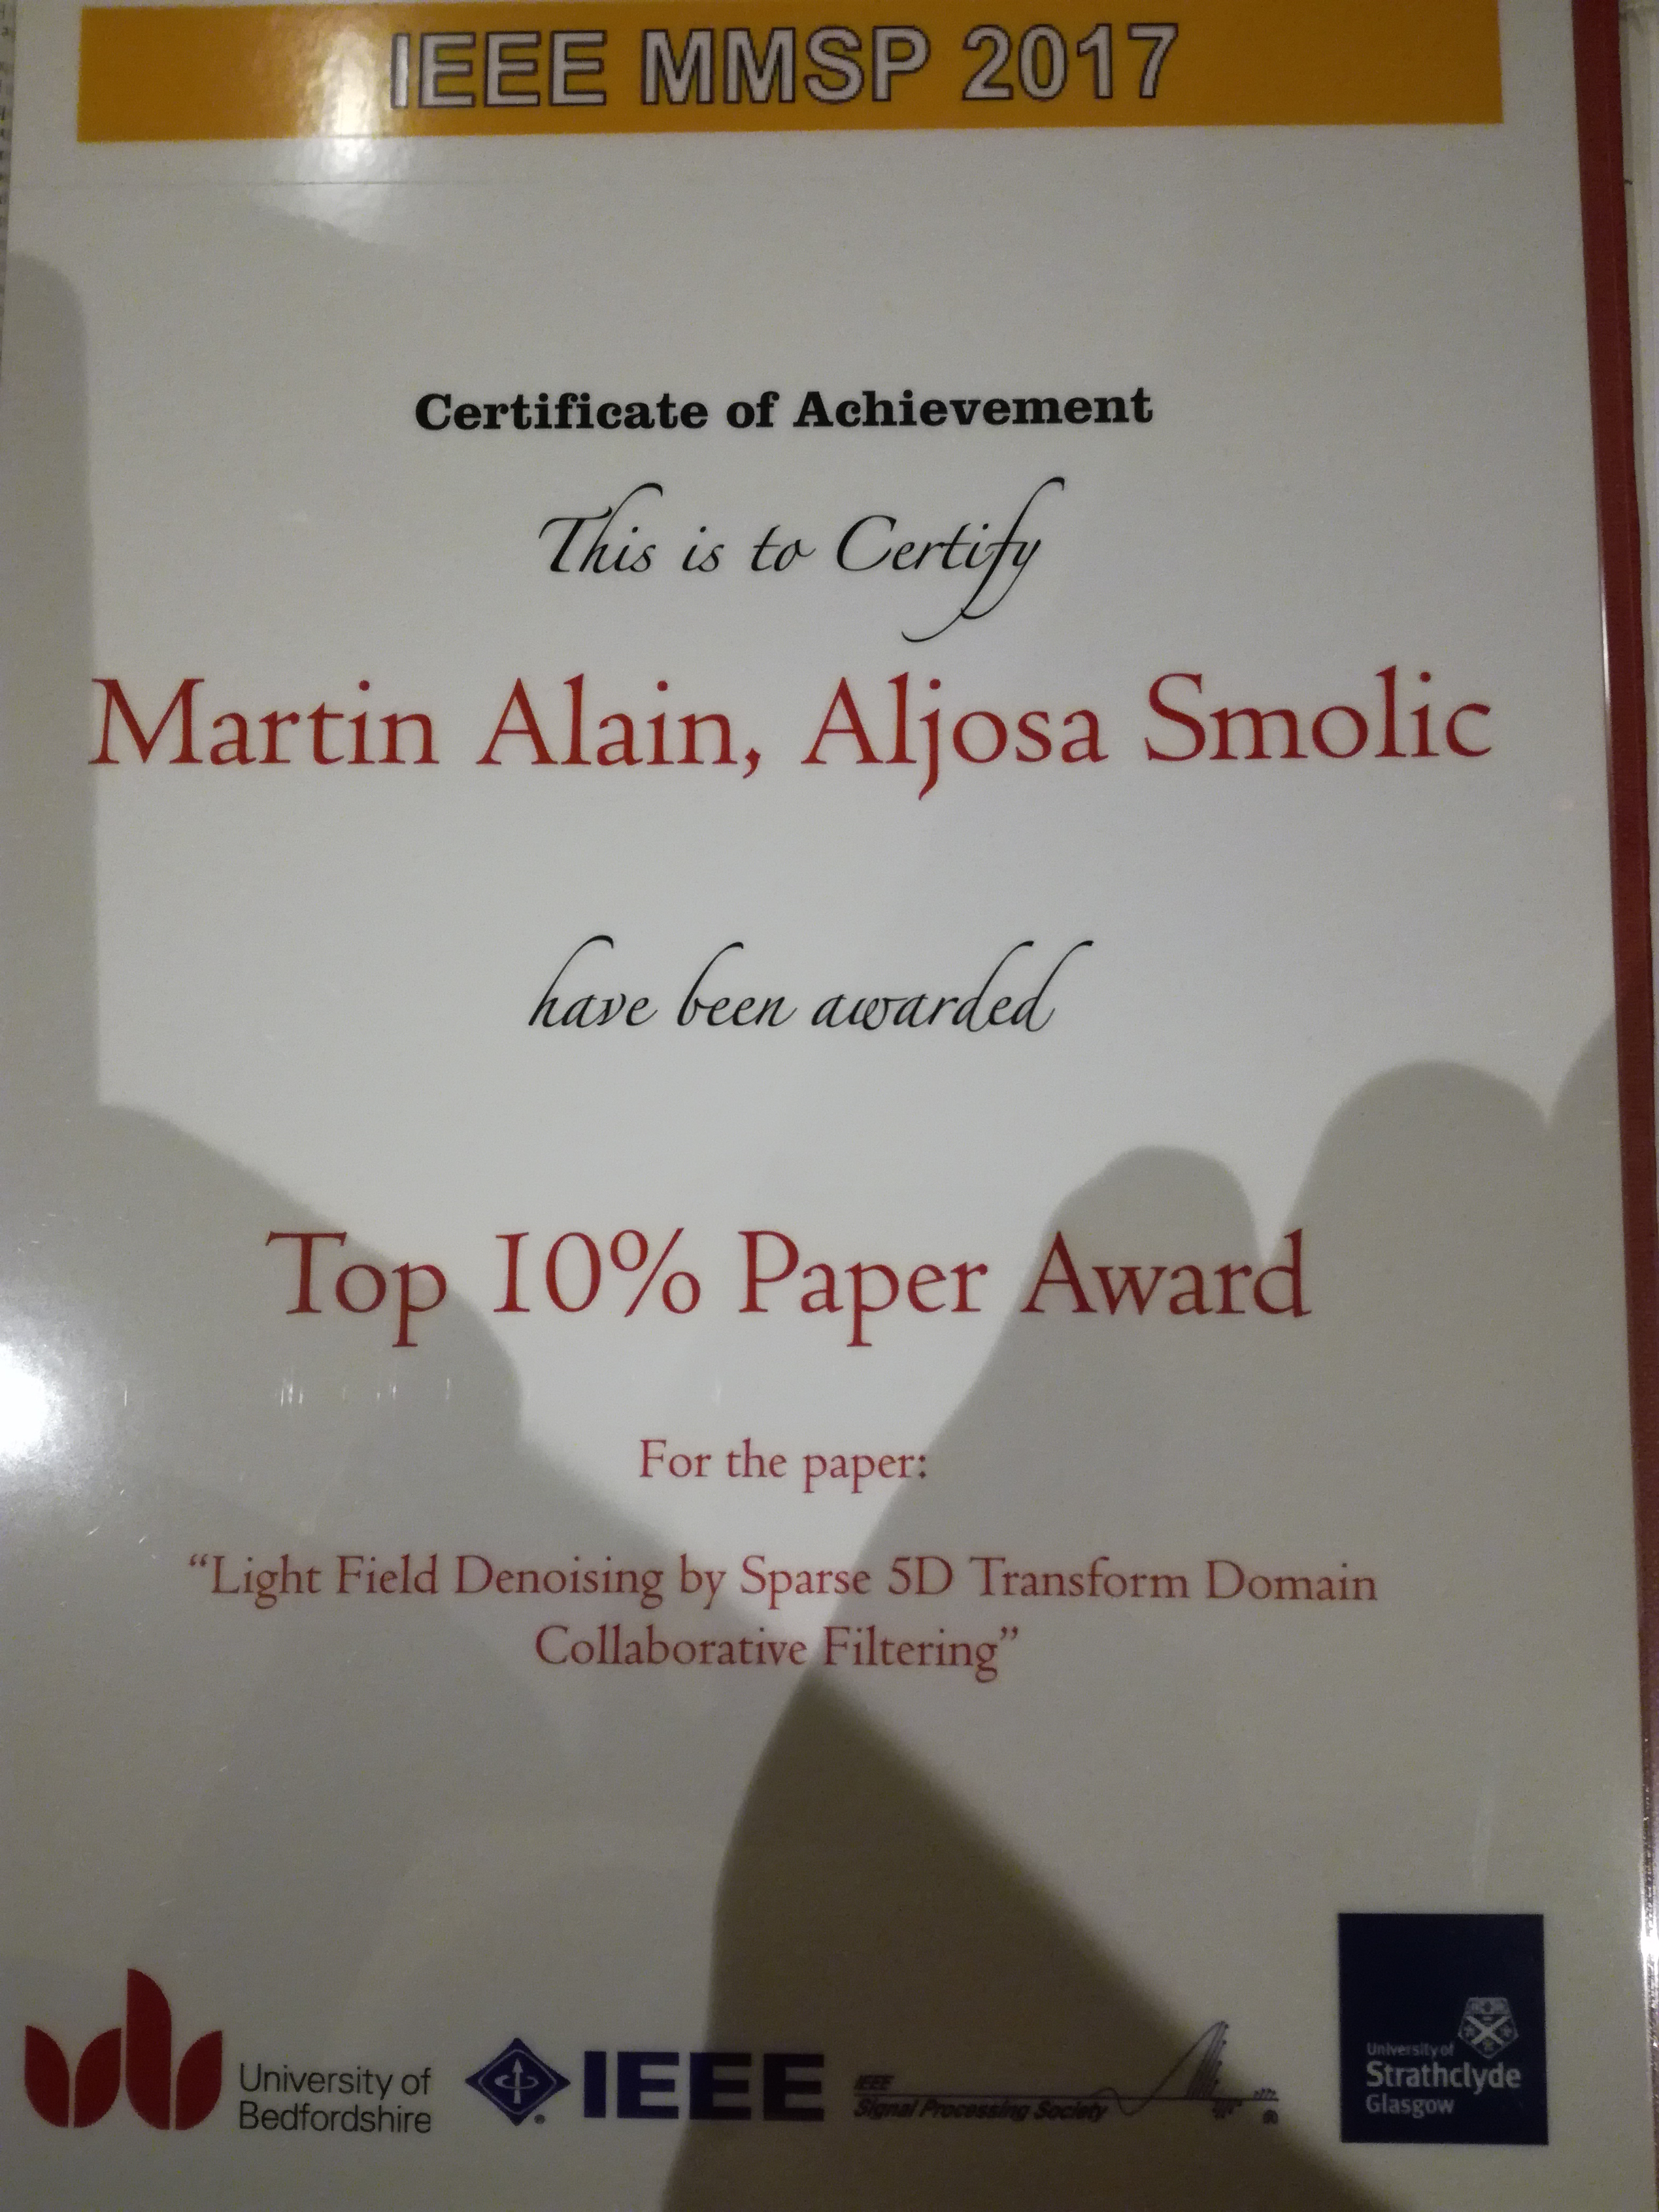 IEEE MMSP 2017
Certificate of Achievement
This is to Certify
Martin Alain, Aljosa Smolic
have been awarded
Top 10% Paper Award
For the paper:
“Light Field Denoising by Sparse 5D Transform Domain
Collaborative Filtering”
University of
Bedfordshire
IEEE
IEEE
Signal Processing Society
University of
Strathclyde
Glasgow